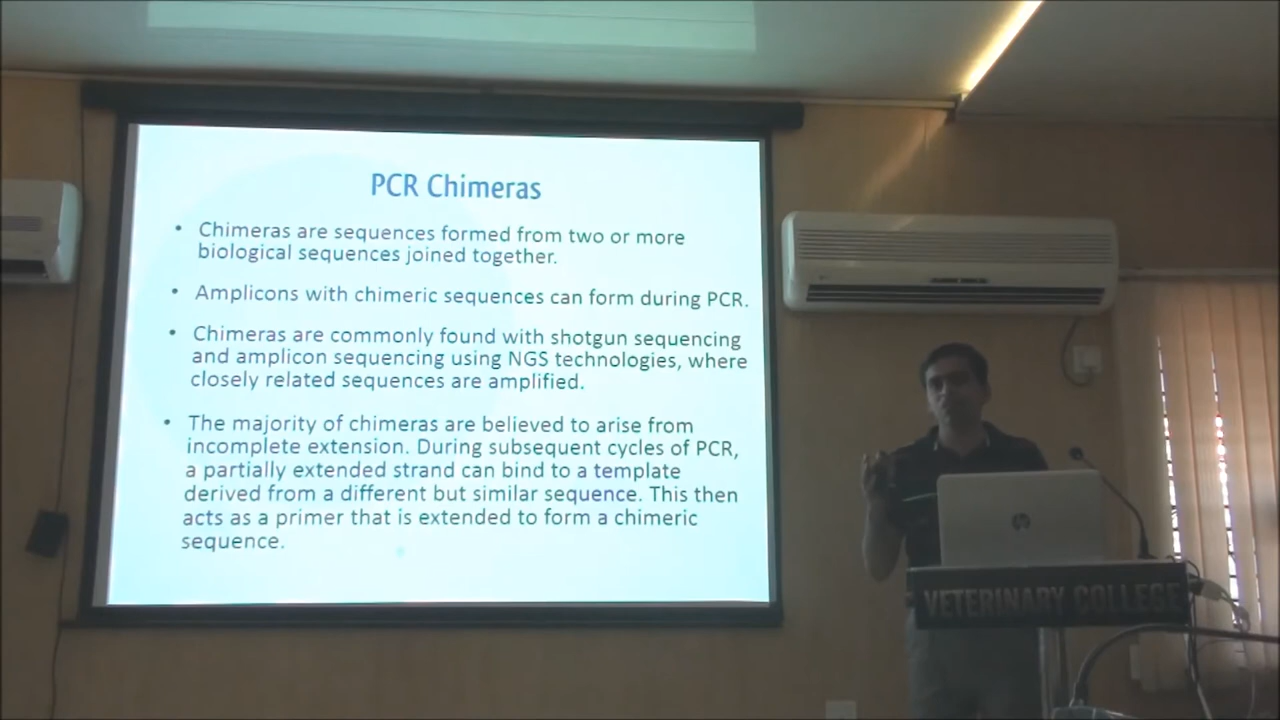 PCR Chimeras
• Chimeras are sequences formed from two or more
biological sequences joined together.
• Amplicons with chimeric sequences can form during PCR.
• Chimeras are commonly found with shotgun sequencing
and amplicon sequencing using NGS technologies, where
closely related sequences are amplified.
• The majority of chimeras are believed to arise from
incomplete extension. During subsequent cycles of PCR,
a partially extended strand can bind to a template
derived from a different but similar sequence. This then
acts as a primer that is extended to form a chimeric
sequence.
hp
VETERINARY COLLEGE